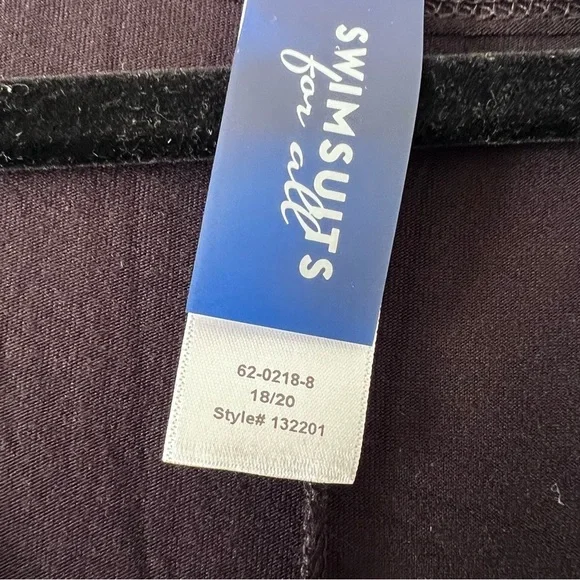 SWIMSUITS
for all
62-0218-8
18/20
Style# 132201